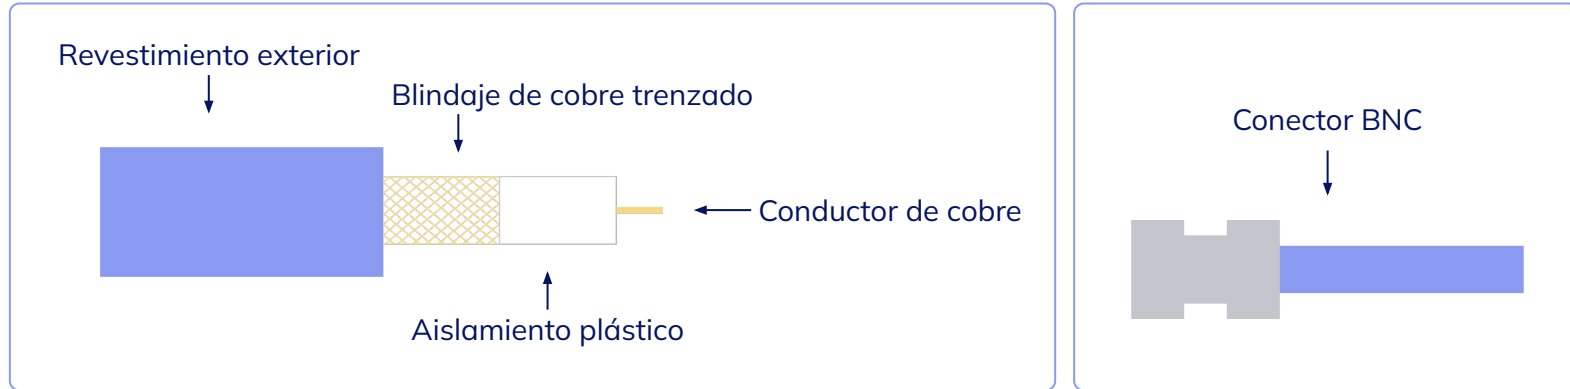 Revestimiento exterior
Blindaje de cobre trenzado
Conductor de cobre
Aislamiento plástico
Conector BNC